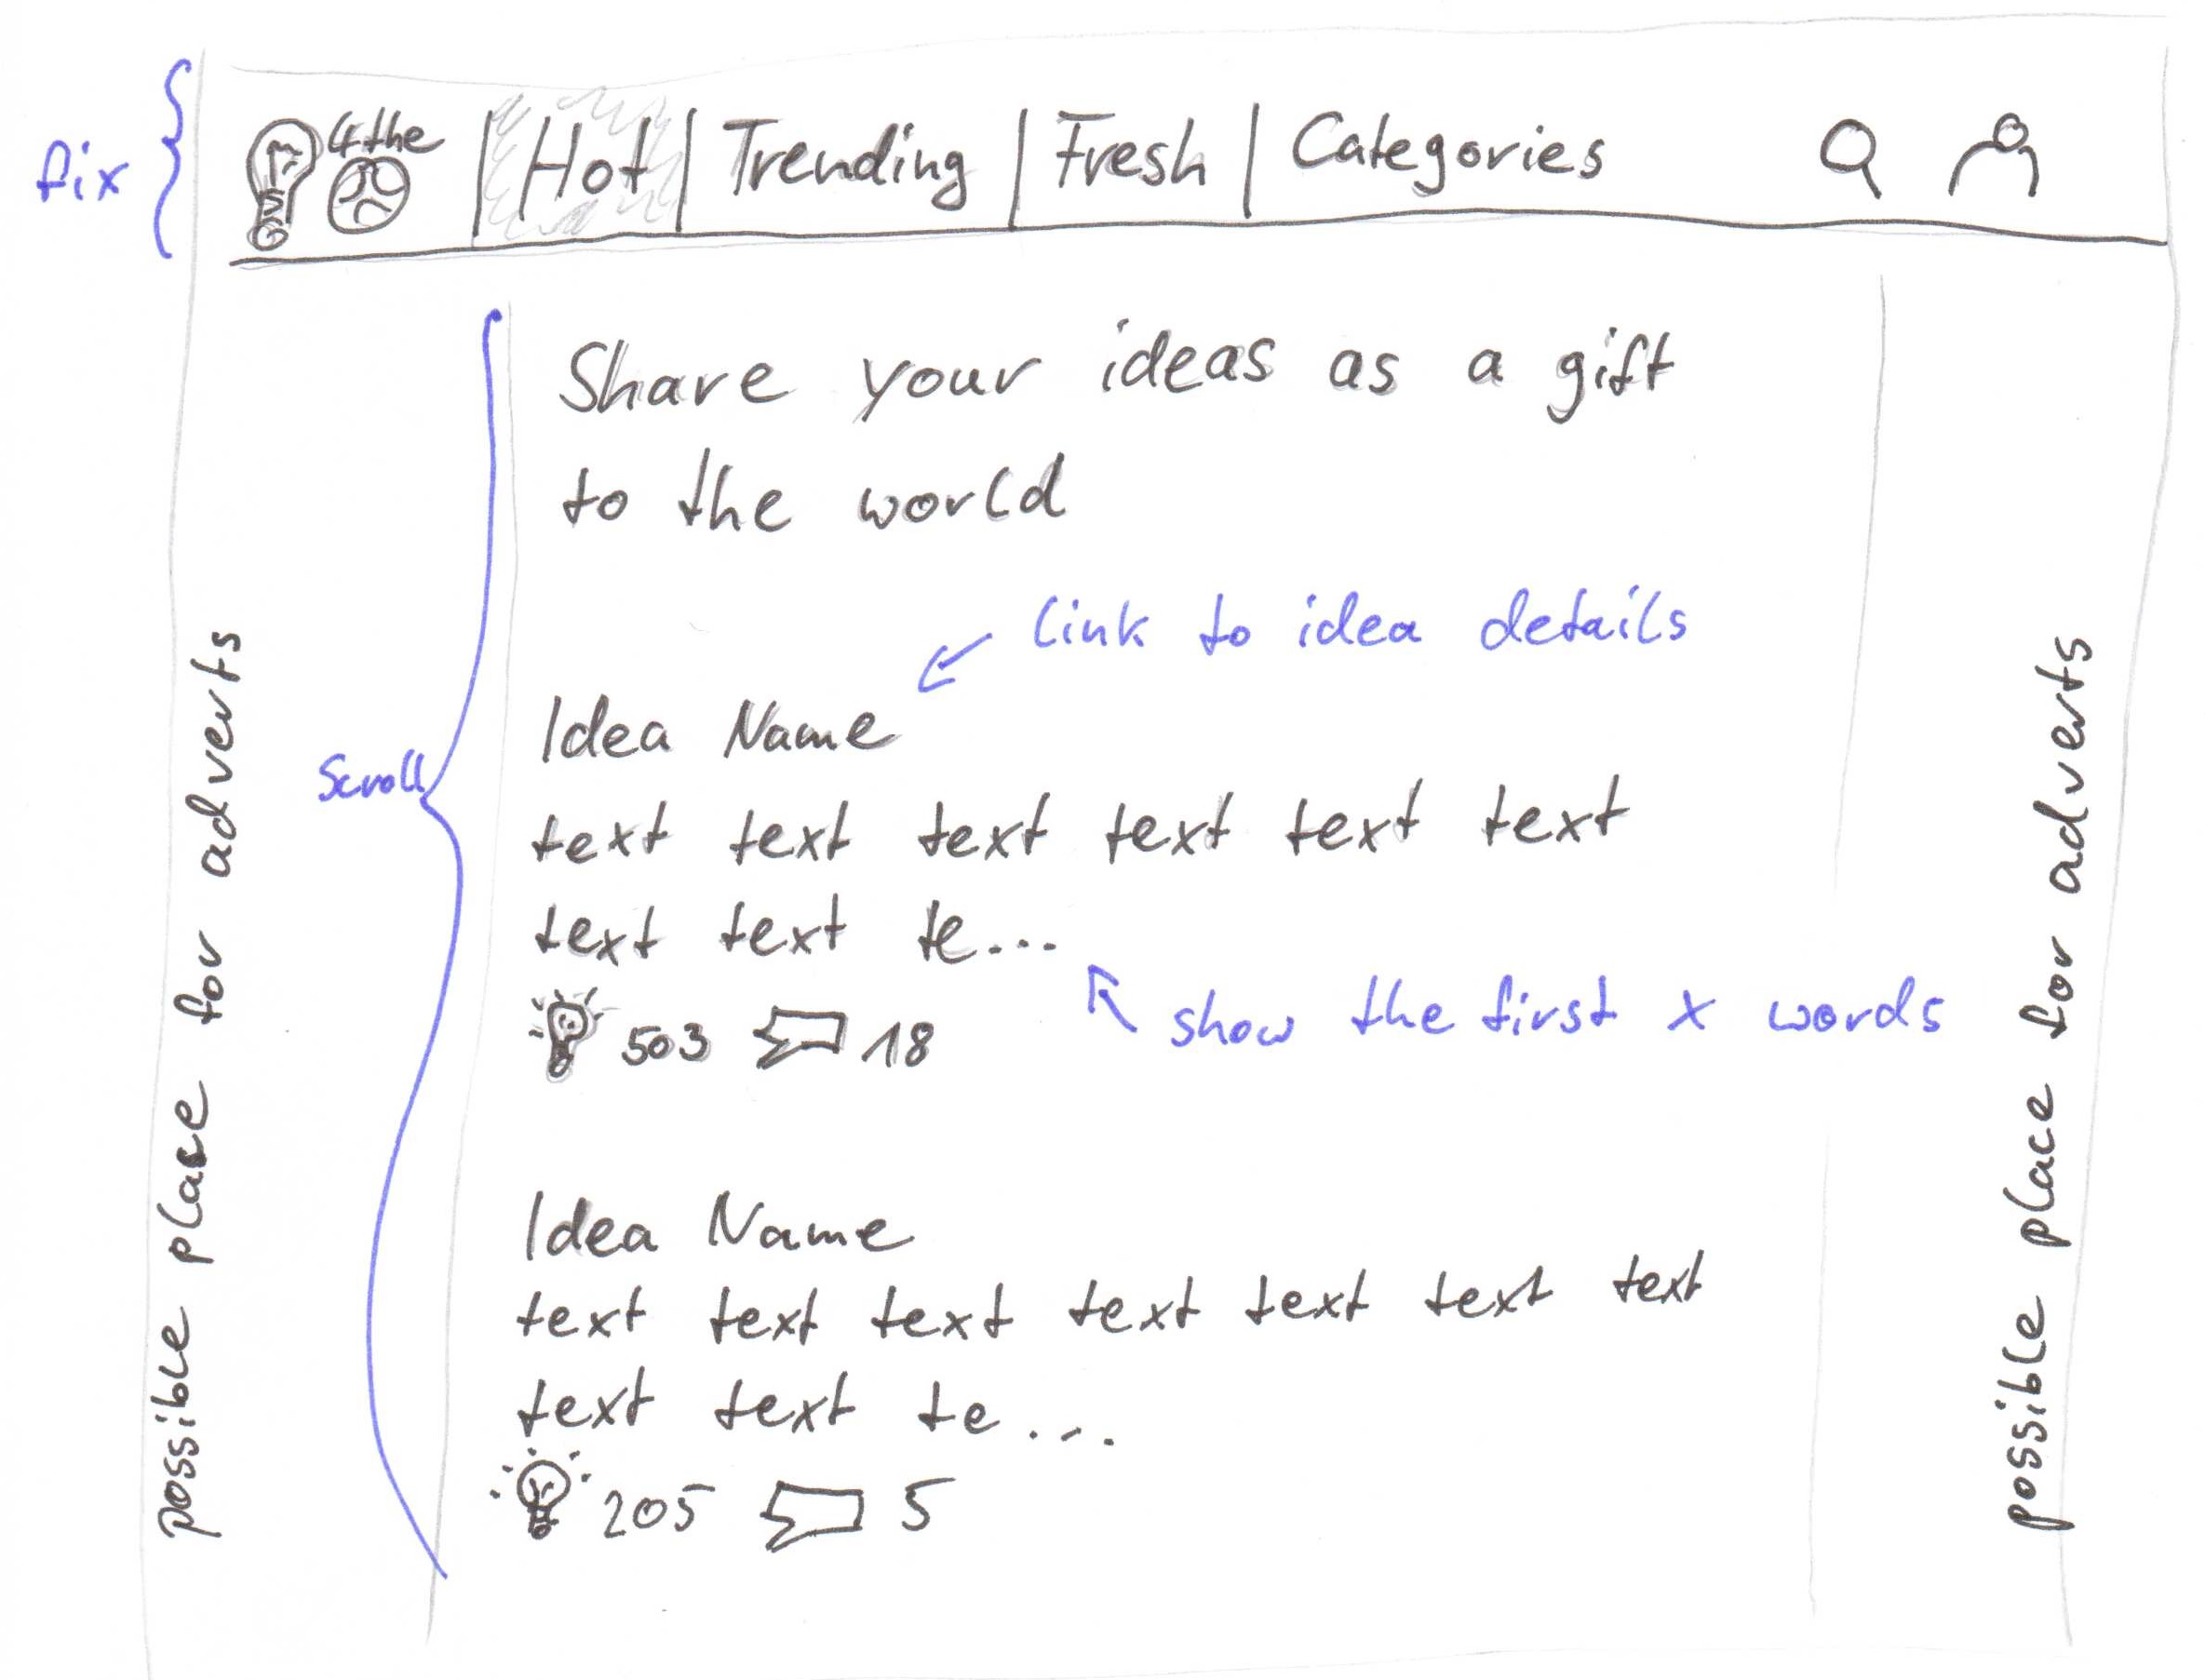 fix
4 the
Hot
Trending
Fresh
Categories
Share your ideas as a gift
to the world
link to idea details
Idea Name
Scroll
text text text text text text
text text te...
show the first x words
503 18
Idea Name
text text text text text text text
text text te...
205 5
possible place for adverts
possible place for adverts